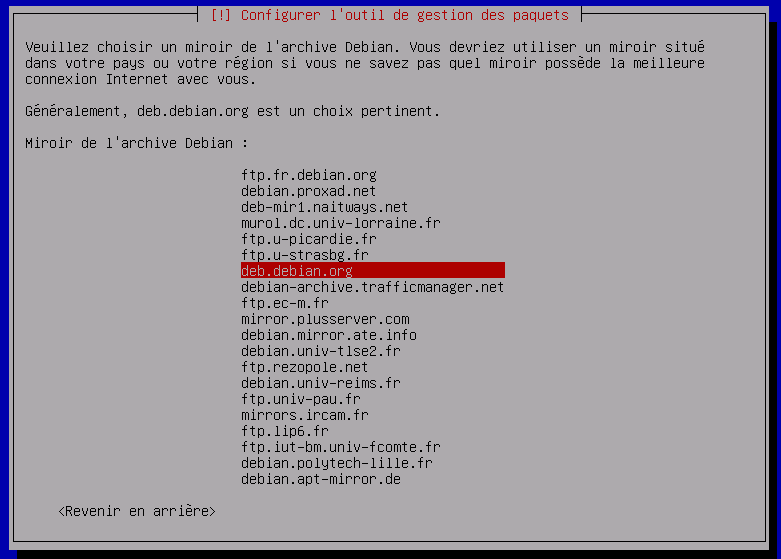 [!] Configurer l'outil de gestion des paquets
Veuillez choisir un miroir de l'archive Debian. Vous devriez utiliser un miroir situé
dans votre pays ou votre région si vous ne savez pas quel miroir possède la meilleure
connexion Internet avec vous.
Généralement, deb.debian.org est un choix pertinent.
Miroir de l'archive Debian :
ftp.fr.debian.org
debian.proxad.net
deb-mir1.naitways.net
murol.dc.univ-lorraine.fr
ftp.u-picardie.fr
ftp.u-strasbg.fr
deb.debian.org
debian-archive.trafficmanager.net
ftp.ec-m.fr
mirror.plusserver.com
debian.mirror.ate.info
debian.univ-tlse2.fr
ftp.rezopole.net
debian.univ-reims.fr
ftp.univ-pau.fr
mirrors.ircam.fr
ftp.lip6.fr
ftp.iut-bm.univ-fcomte.fr
debian.polytech-lille.fr
debian.apt-mirror.de
<Revenir en arrière>